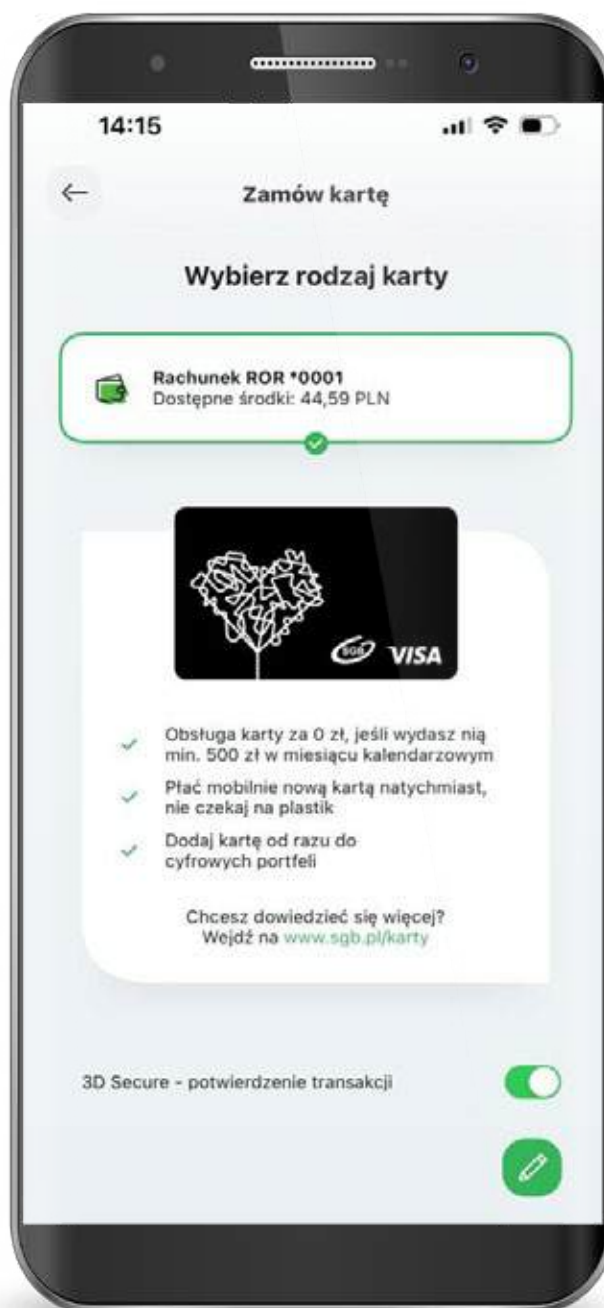 14:15
Zamów kartę
Wybierz rodzaj karty
Rachunek ROR *0001
Dostępne środki: 44,59 PLN
SGB VISA
Obsługa karty za 0 zł, jeśli wydasz nią
min. 500 zł w miesiącu kalendarzowym
Płać mobilnie nową kartą natychmiast,
nie czekaj na plastik
Dodaj kartę od razu do
cyfrowych portfeli
Chcesz dowiedzieć się więcej?
Wejdź na www.sgb.pl/karty
3D Secure - potwierdzenie transakcji